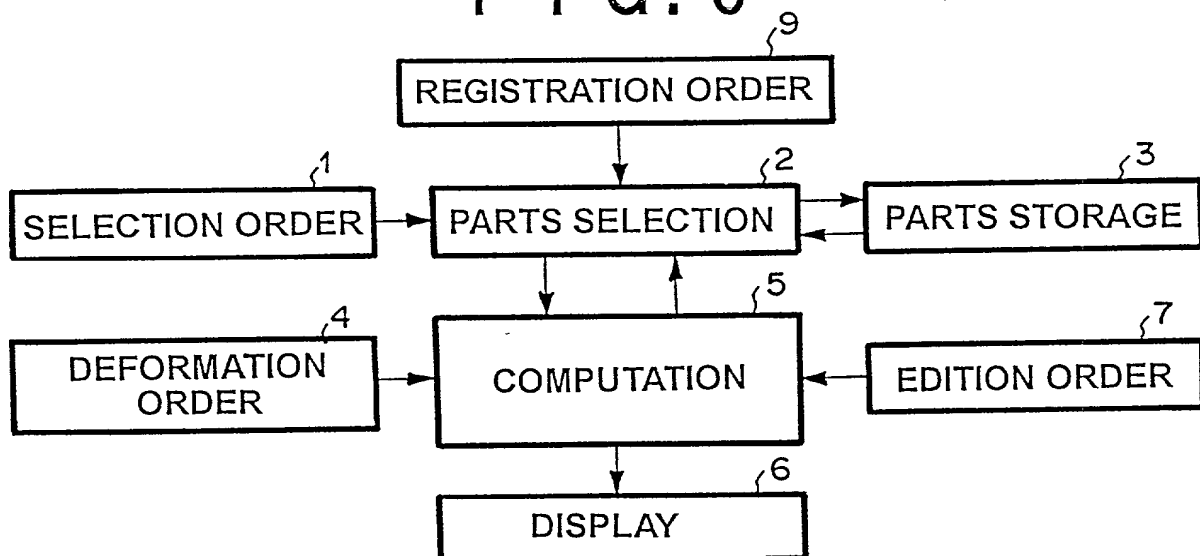 9
REGISTRATION ORDER
1
2
3
SELECTION ORDER
PARTS SELECTION
PARTS STORAGE
4
5
7
DEFORMATION
ORDER
COMPUTATION
EDITION ORDER
6
DISPLAY